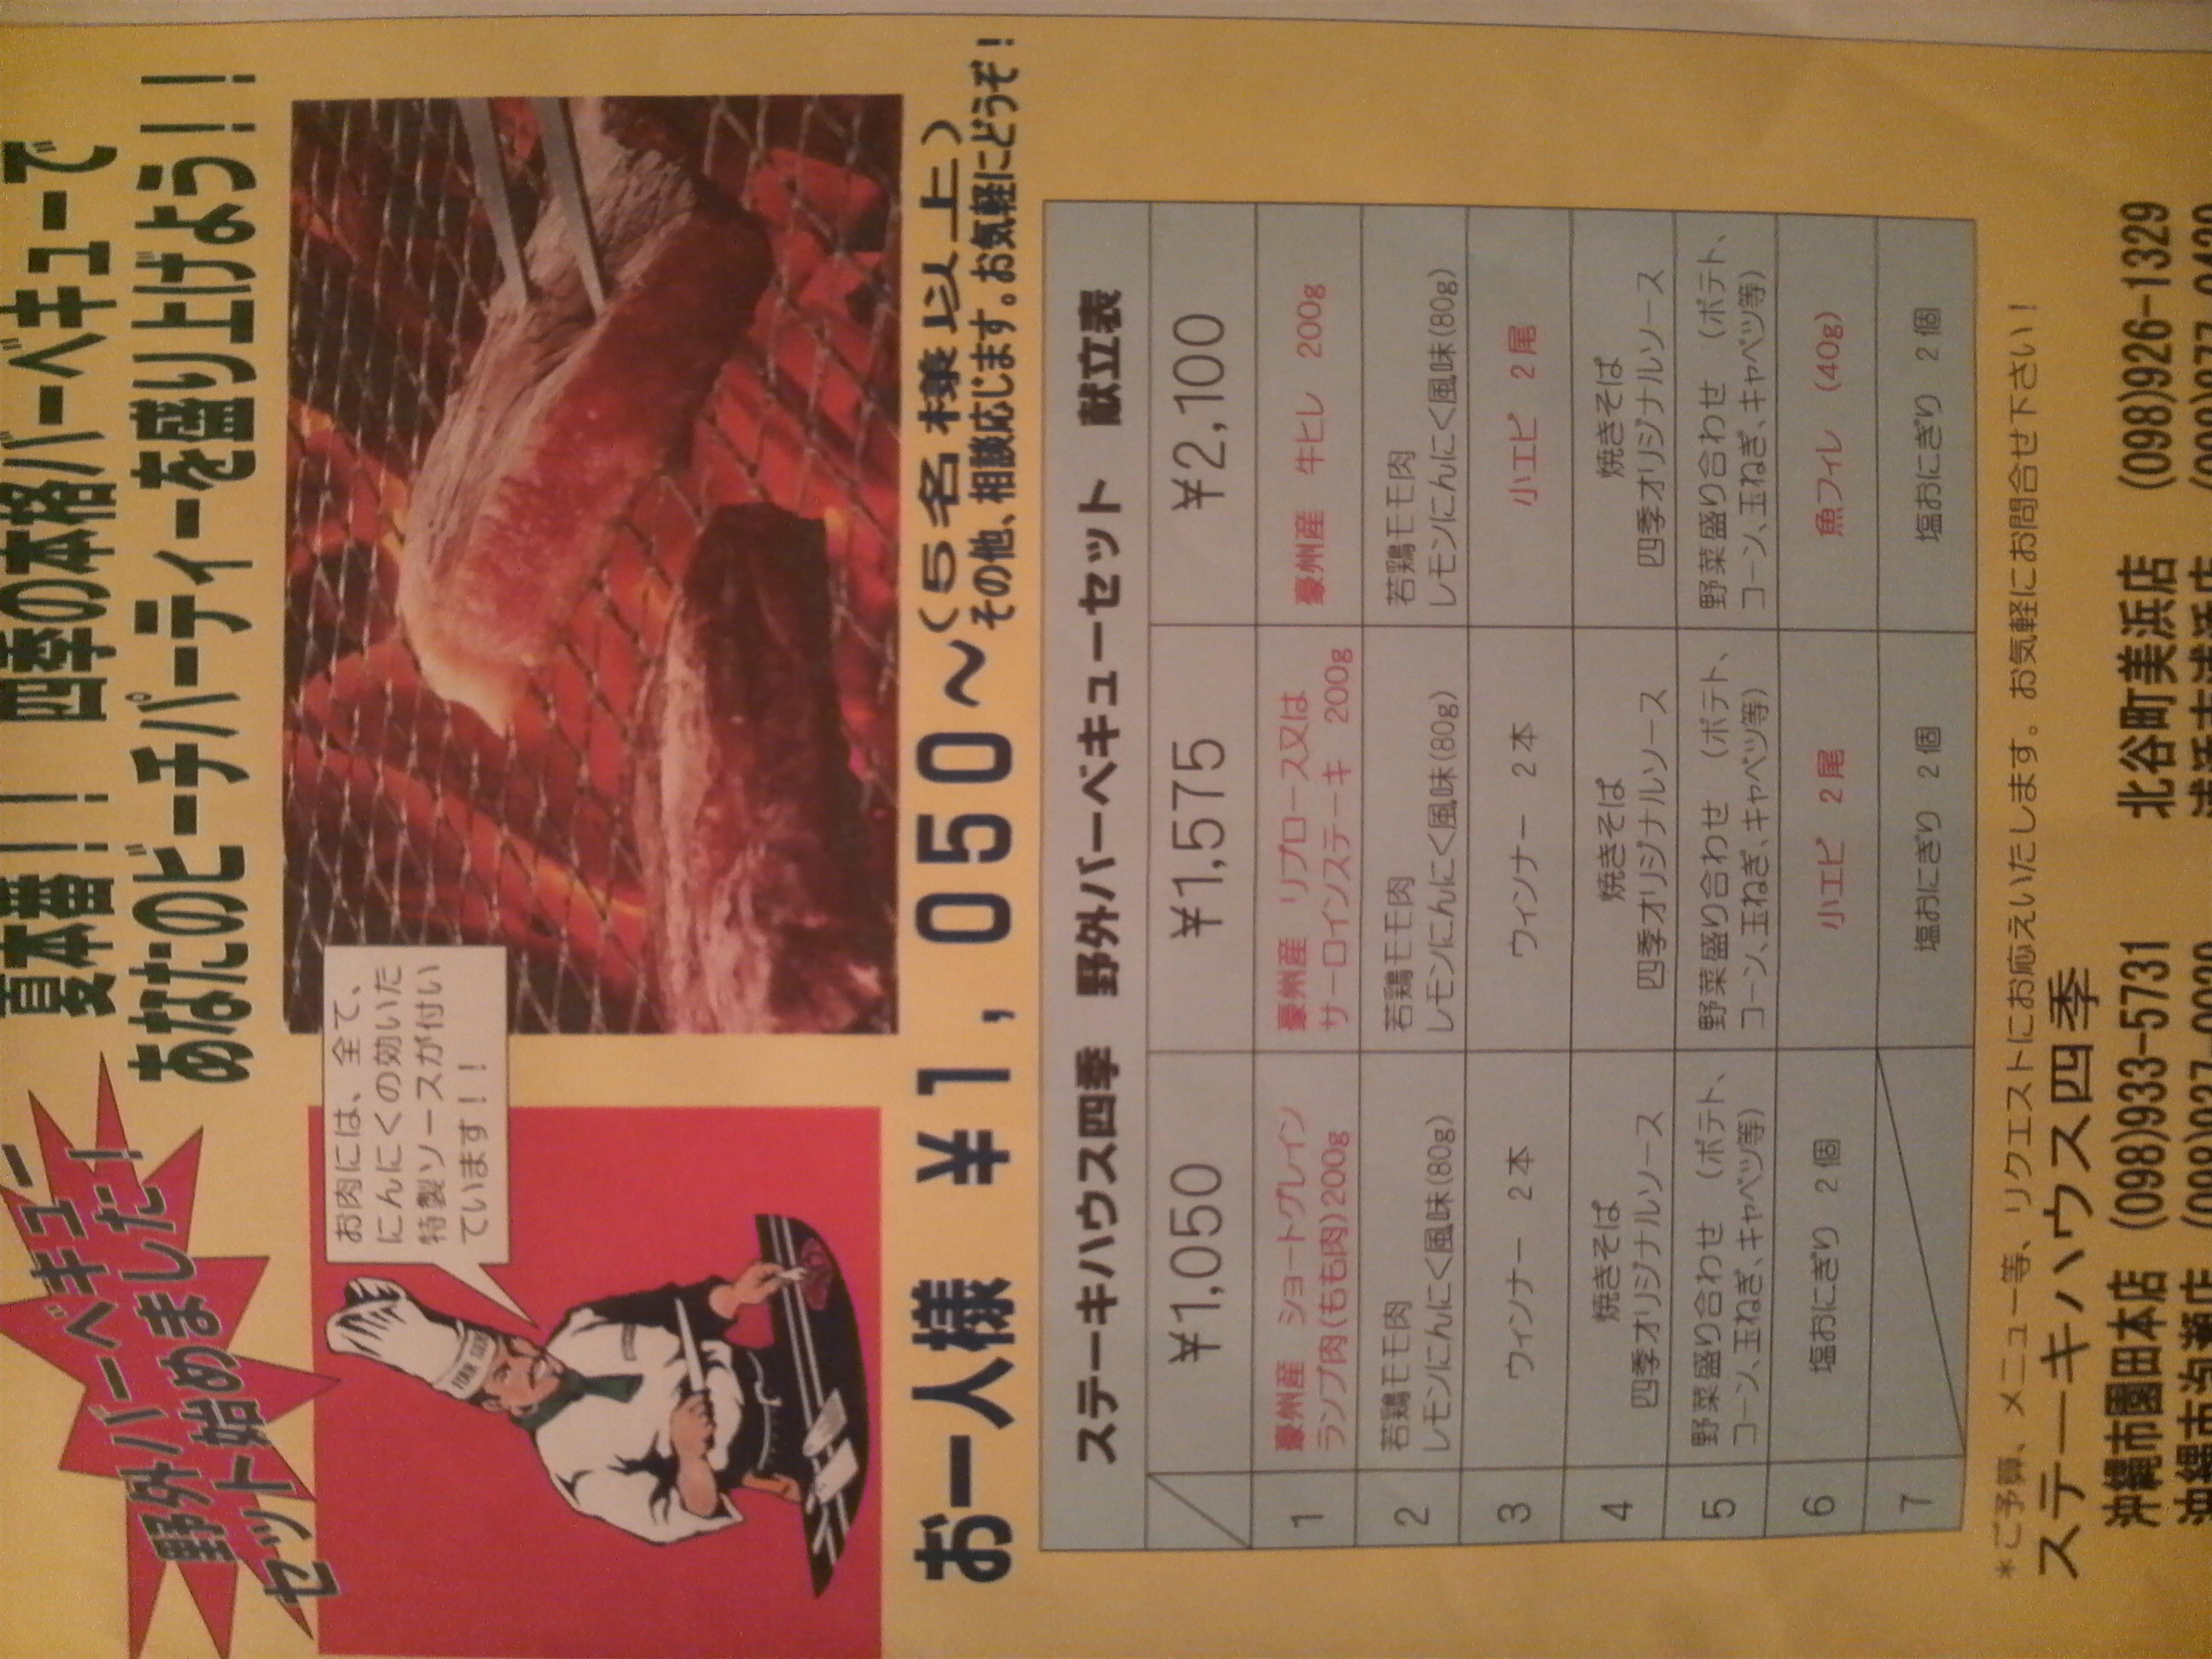 野外バーベキュー
セット始めました！
夏本番！！ 四季の本格バーベキューで
あなたのビーチパーティーを盛り上げよう！！
お肉には、全て、
にんにくの効いた
特製ソースが付い
ています！！
お一人様 ￥1,050～(5名様以上)
その他、相談応じます。お気軽にどうぞ！
ステーキハウス四季 野外バーベキューセット 献立表
￥1,050 ￥1,575 ￥2,100
1 豪州産 ショートグレイン
ランプ肉(もも肉)200g
豪州産 リブロース又は
サーロインステーキ 200g
豪州産 牛ヒレ 200g
2 若鶏モモ肉
レモンにんにく風味(80g)
若鶏モモ肉
レモンにんにく風味(80g)
若鶏モモ肉
レモンにんにく風味(80g)
3 ウィンナー 2本 ウィンナー 2本 小エビ 2尾
4 焼きそば
四季オリジナルソース
焼きそば
四季オリジナルソース
焼きそば
四季オリジナルソース
5 野菜盛り合わせ (ポテト、
コーン、玉ねぎ、キャベツ等)
野菜盛り合わせ (ポテト、
コーン、玉ねぎ、キャベツ等)
野菜盛り合わせ (ポテト、
コーン、玉ねぎ、キャベツ等)
6 塩おにぎり 2個 小エビ 2尾 魚フィレ (40g)
7 塩おにぎり 2個 塩おにぎり 2個
＊ご予算、メニュー等、リクエストにお応えいたします。お気軽にお問合せ下さい！
ステーキハウス四季
沖縄市園田本店 (098)933-5731 北谷町美浜店 (098)926-1329